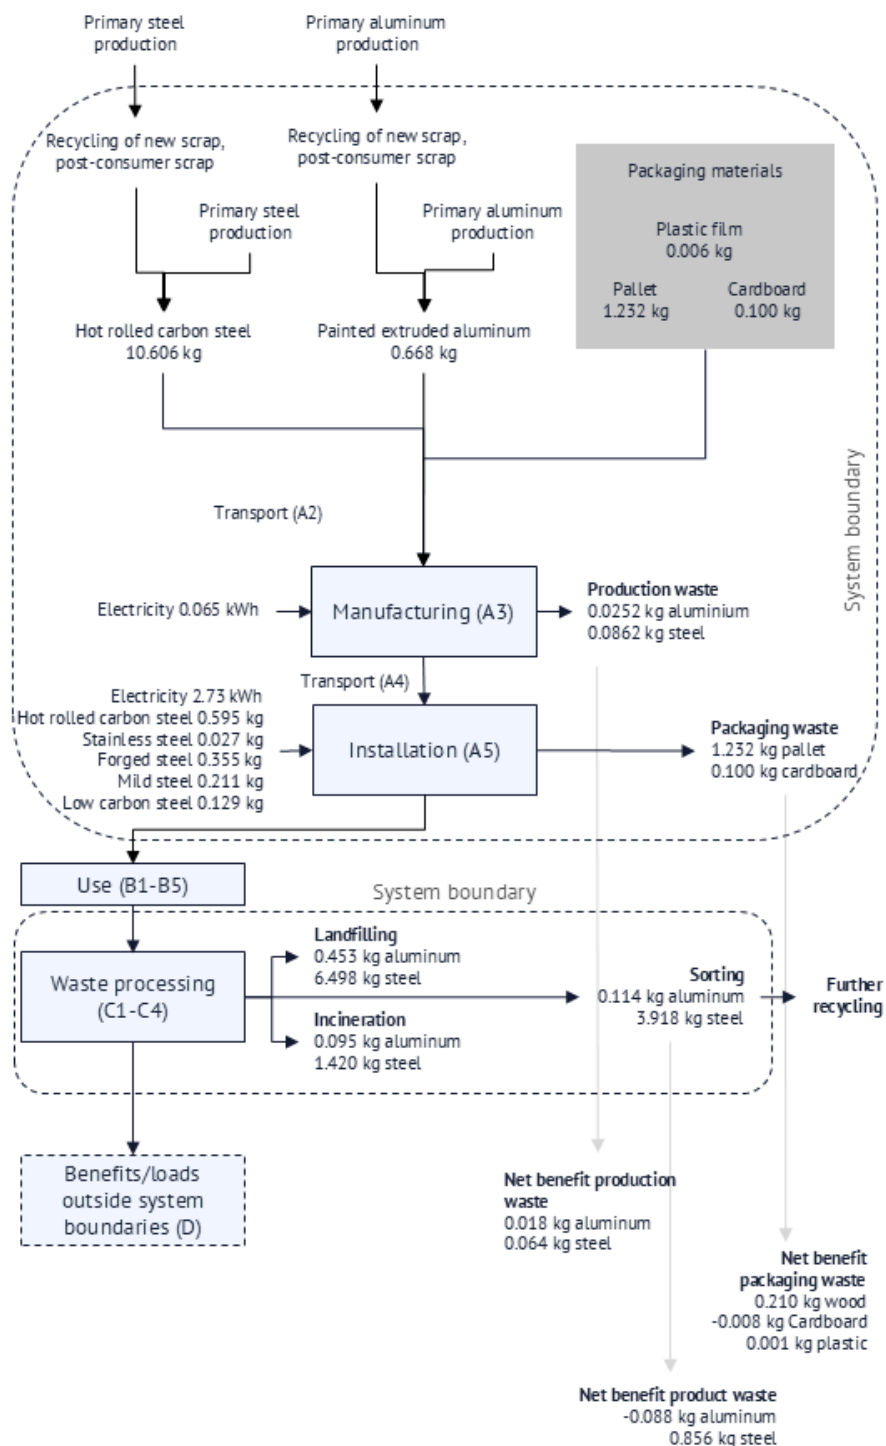 Primary steel
production
Primary aluminum
production
Recycling of new scrap,
post-consumer scrap
Recycling of new scrap,
post-consumer scrap
Packaging materials
Primary steel
production
Primary aluminum
production
Plastic film
0.006 kg
Pallet
1.232 kg
Cardboard
0.100 kg
Hot rolled carbon steel
10.606 kg
Painted extruded aluminum
0.668 kg
System boundary
Transport (A2)
Electricity 0.065 kWh
Manufacturing (A3)
Production waste
0.0252 kg aluminium
0.0862 kg steel
Transport (A4)
Electricity 2.73 kWh
Hot rolled carbon steel 0.595 kg
Stainless steel 0.027 kg
Forged steel 0.355 kg
Mild steel 0.211 kg
Low carbon steel 0.129 kg
Installation (A5)
Packaging waste
1.232 kg pallet
0.100 kg cardboard
Use (B1-B5)
System boundary
Waste processing
(C1-C4)
Landfilling
0.453 kg aluminum
6.498 kg steel
Incineration
0.095 kg aluminum
1.420 kg steel
Sorting
0.114 kg aluminum
3.918 kg steel
Further
recycling
Benefits/loads
outside system
boundaries (D)
Net benefit production
waste
0.018 kg aluminum
0.064 kg steel
Net benefit
packaging waste
0.210 kg wood
-0.008 kg Cardboard
0.001 kg plastic
Net benefit product waste
-0.088 kg aluminum
0.856 kg steel